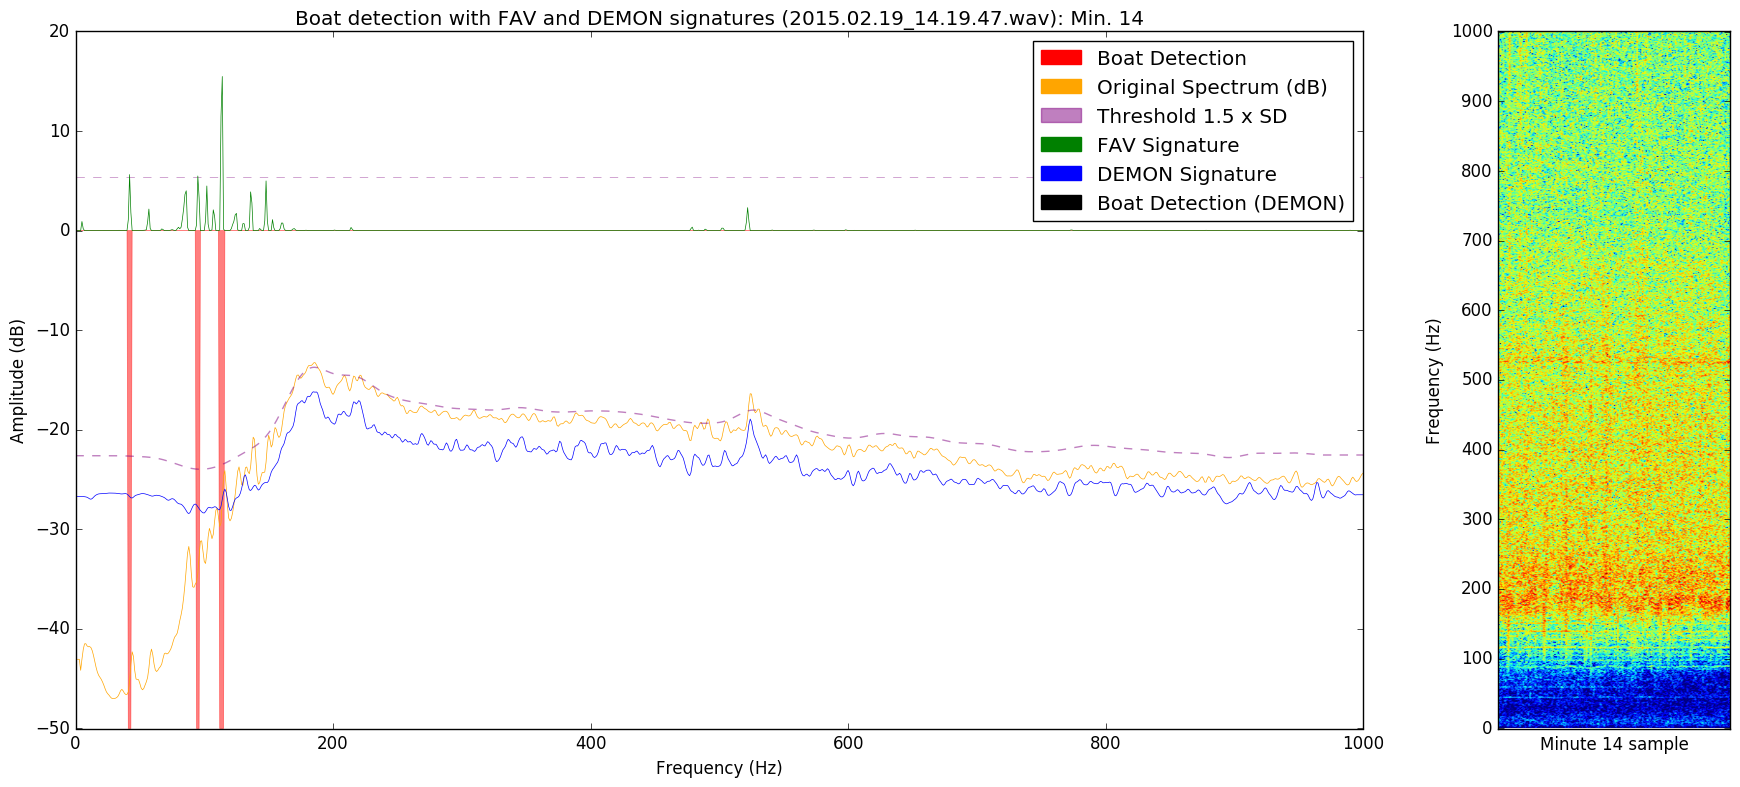 Boat detection with FAV and DEMON signatures (2015.02.19_14.19.47.wav): Min. 14
Amplitude (dB)
20
10
0
−10
−20
−30
−40
−50
Boat Detection
Original Spectrum (dB)
Threshold 1.5 x SD
FAV Signature
DEMON Signature
Boat Detection (DEMON)
0 200 400 600 800 1000
Frequency (Hz)
Frequency (Hz)
1000
900
800
700
600
500
400
300
200
100
0
Minute 14 sample